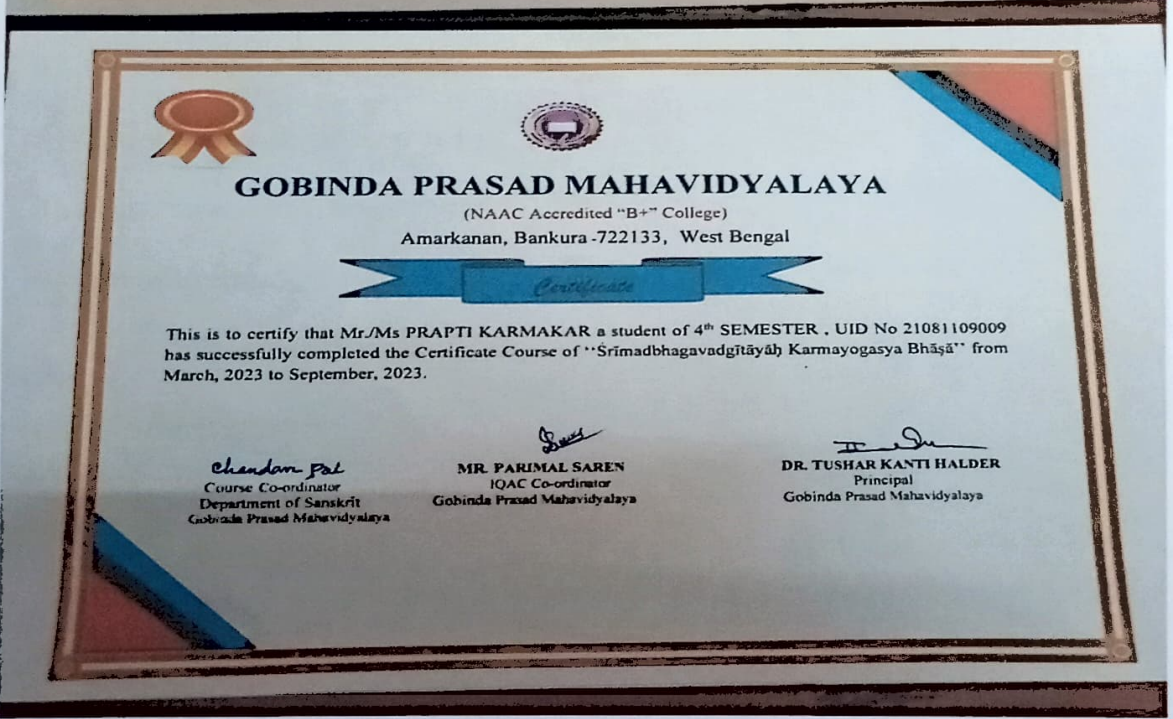 GOBINDA PRASAD MAHAVIDYALAYA
(NAAC Accredited “B+” College)
Amarkanan, Bankura -722133, West Bengal
Certificate
This is to certify that Mr./Ms PRAPTI KARMAKAR a student of 4th SEMESTER , UID No 21081109009
has successfully completed the Certificate Course of ‘‘Śrīmadbhagavadgītāyāḥ Karmayogasya Bhāṣā’’ from
March, 2023 to September, 2023.
Chandan Pal
Course Co-ordinator
Department of Sanskrit
Gobinda Prasad Mahavidyalaya
MR. PARIMAL SAREN
IQAC Co-ordinator
Gobinda Prasad Mahavidyalaya
DR. TUSHAR KANTI HALDER
Principal
Gobinda Prasad Mahavidyalaya